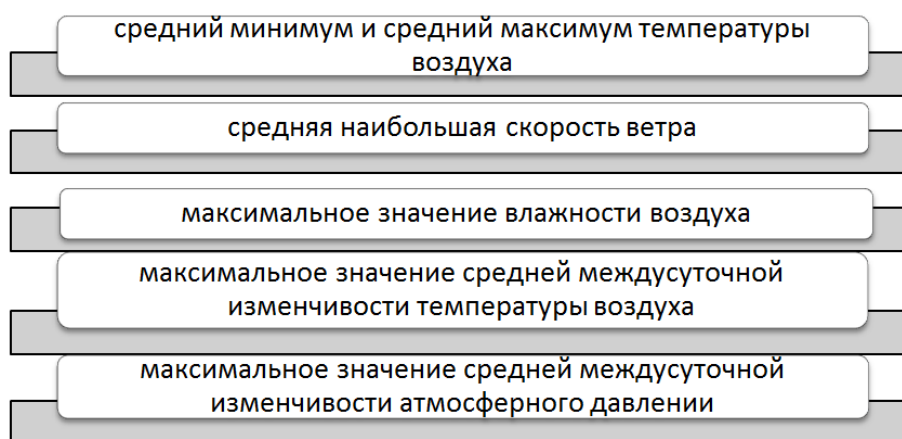 средний минимум и средний максимум температуры
воздуха
средняя наибольшая скорость ветра
максимальное значение влажности воздуха
максимальное значение средней междусуточной
изменчивости температуры воздуха
максимальное значение средней междусуточной
изменчивости атмосферного давлении